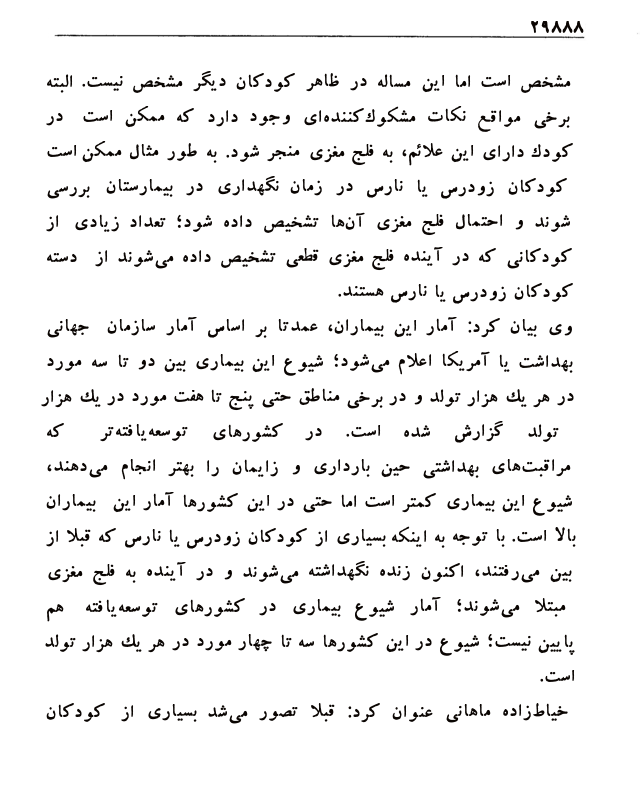 ۲۹۸۸۸
مشخص است اما این مساله در ظاهر کودکان دیگر مشخص نیست. البته
برخی مواقع نکات مشکوك‌کننده‌ای وجود دارد که ممکن است در
کودك دارای این علائم، به فلج مغزی منجر شود. به طور مثال ممکن است
کودکان زودرس یا نارس در زمان نگهداری در بیمارستان بررسی
شوند و احتمال فلج مغزی آن‌ها تشخیص داده شود؛ تعداد زیادی از
کودکانی که در آینده فلج مغزی قطعی تشخیص داده می‌شوند از دسته
کودکان زودرس یا نارس هستند.
وی بیان کرد: آمار این بیماران، عمدتا بر اساس آمار سازمان جهانی
بهداشت یا آمریکا اعلام می‌شود؛ شیوع این بیماری بین دو تا سه مورد
در هر یك هزار تولد و در برخی مناطق حتی پنج تا هفت مورد در یك هزار
تولد گزارش شده است. در کشورهای توسعه‌یافته‌تر که
مراقبت‌های بهداشتی حین بارداری و زایمان را بهتر انجام می‌دهند،
شیوع این بیماری کمتر است اما حتی در این کشورها آمار این بیماران
بالا است. با توجه به اینکه بسیاری از کودکان زودرس یا نارس که قبلا از
بین می‌رفتند، اکنون زنده نگهداشته می‌شوند و در آینده به فلج مغزی
مبتلا می‌شوند؛ آمار شیوع بیماری در کشورهای توسعه‌یافته هم
پایین نیست؛ شیوع در این کشورها سه تا چهار مورد در هر یك هزار تولد
است.
خیاط‌زاده ماهانی عنوان کرد: قبلا تصور می‌شد بسیاری از کودکان